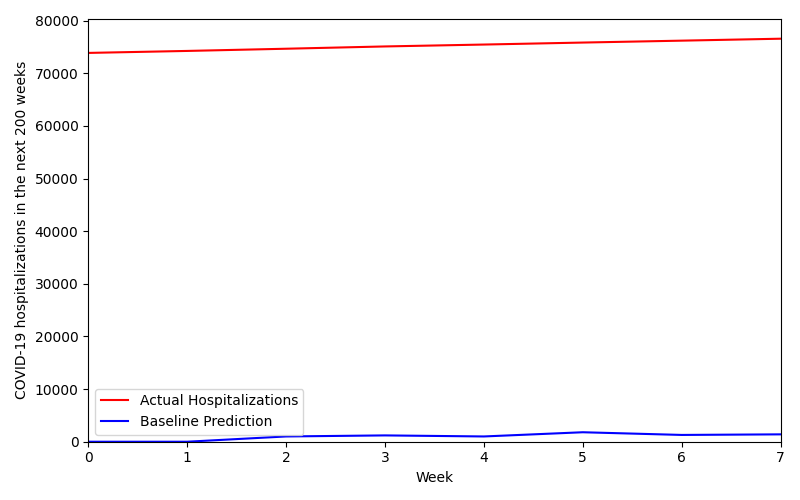 80000
70000
60000
50000
40000
30000
20000
10000
0
COVID-19 hospitalizations in the next 200 weeks
Actual Hospitalizations
Baseline Prediction
0 1 2 3 4 5 6 7
Week